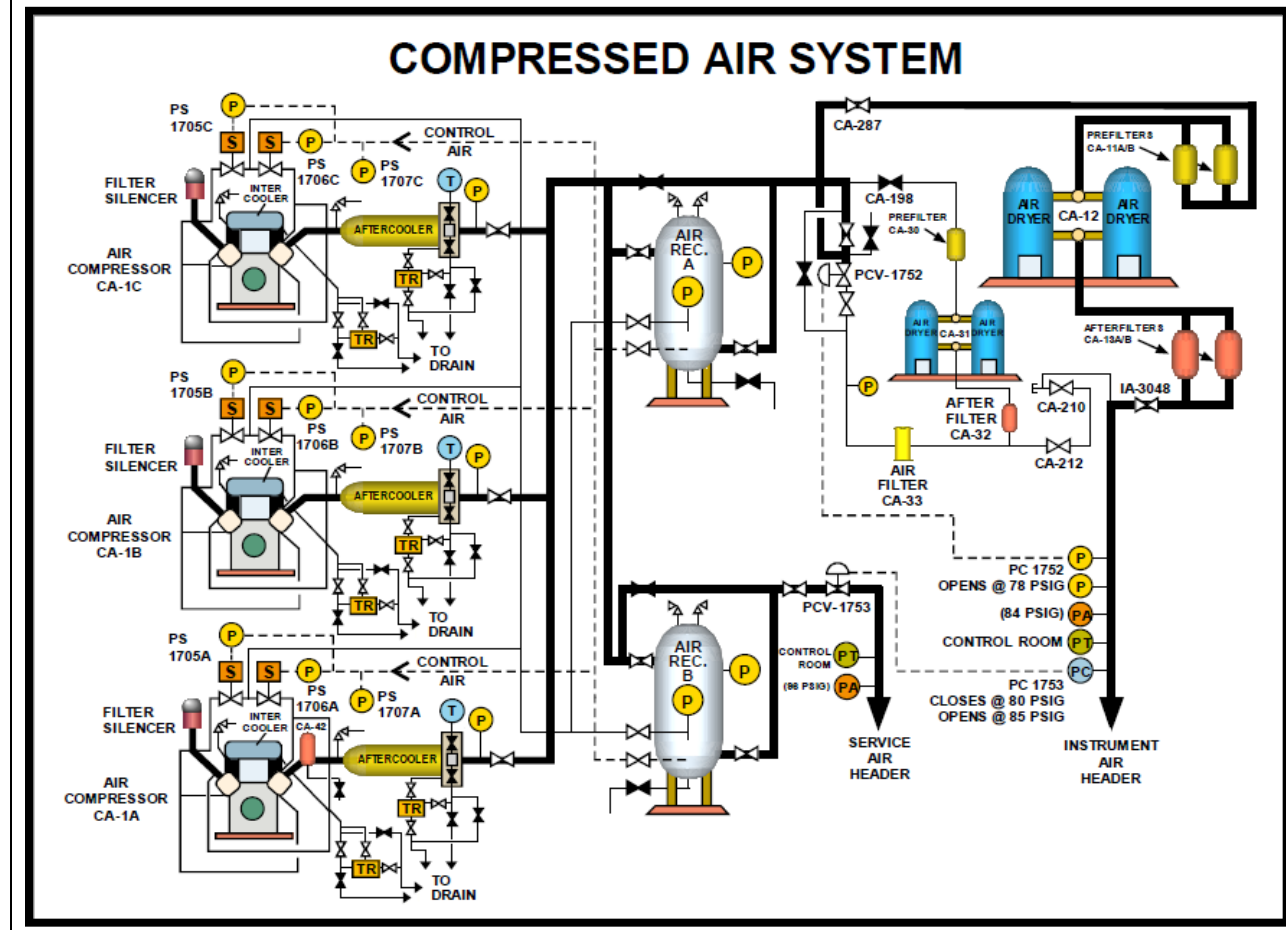 COMPRESSED AIR SYSTEM
PS
1705C
P
S
S
P
PS
1706C
CONTROL
AIR
P
PS
1707C
FILTER
SILENCER
INTER
COOLER
AIR
COMPRESSOR
CA-1C
AFTERCOOLER
T
P
TR
TR
TO
DRAIN
PS
1705B
P
S
S
P
PS
1706B
CONTROL
AIR
P
PS
1707B
FILTER
SILENCER
INTER
COOLER
AIR
COMPRESSOR
CA-1B
AFTERCOOLER
T
P
TR
TR
TO
DRAIN
PS
1705A
P
S
S
P
PS
1706A
CONTROL
AIR
P
PS
1707A
FILTER
SILENCER
INTER
COOLER
CA-42
AIR
COMPRESSOR
CA-1A
AFTERCOOLER
T
P
TR
TR
TO
DRAIN
AIR
REC.
A
P
P
AIR
REC.
B
P
P
CA-287
CA-198
PREFILTER
CA-30
PCV-1752
PREFILTERS
CA-11A/B
AIR
DRYER
CA-12
AIR
DRYER
AIR
DRYER
CA-31
AIR
DRYER
AFTERFILTERS
CA-13A/B
IA-3048
P
AFTER
FILTER
CA-32
CA-210
CA-212
AIR
FILTER
CA-33
PCV-1753
CONTROL
ROOM
PT
(96 PSIG)
PA
SERVICE
AIR
HEADER
P
PC 1752
OPENS @ 78 PSIG
P
(84 PSIG)
PA
CONTROL ROOM
PT
PC
PC 1753
CLOSES @ 80 PSIG
OPENS @ 85 PSIG
INSTRUMENT
AIR
HEADER